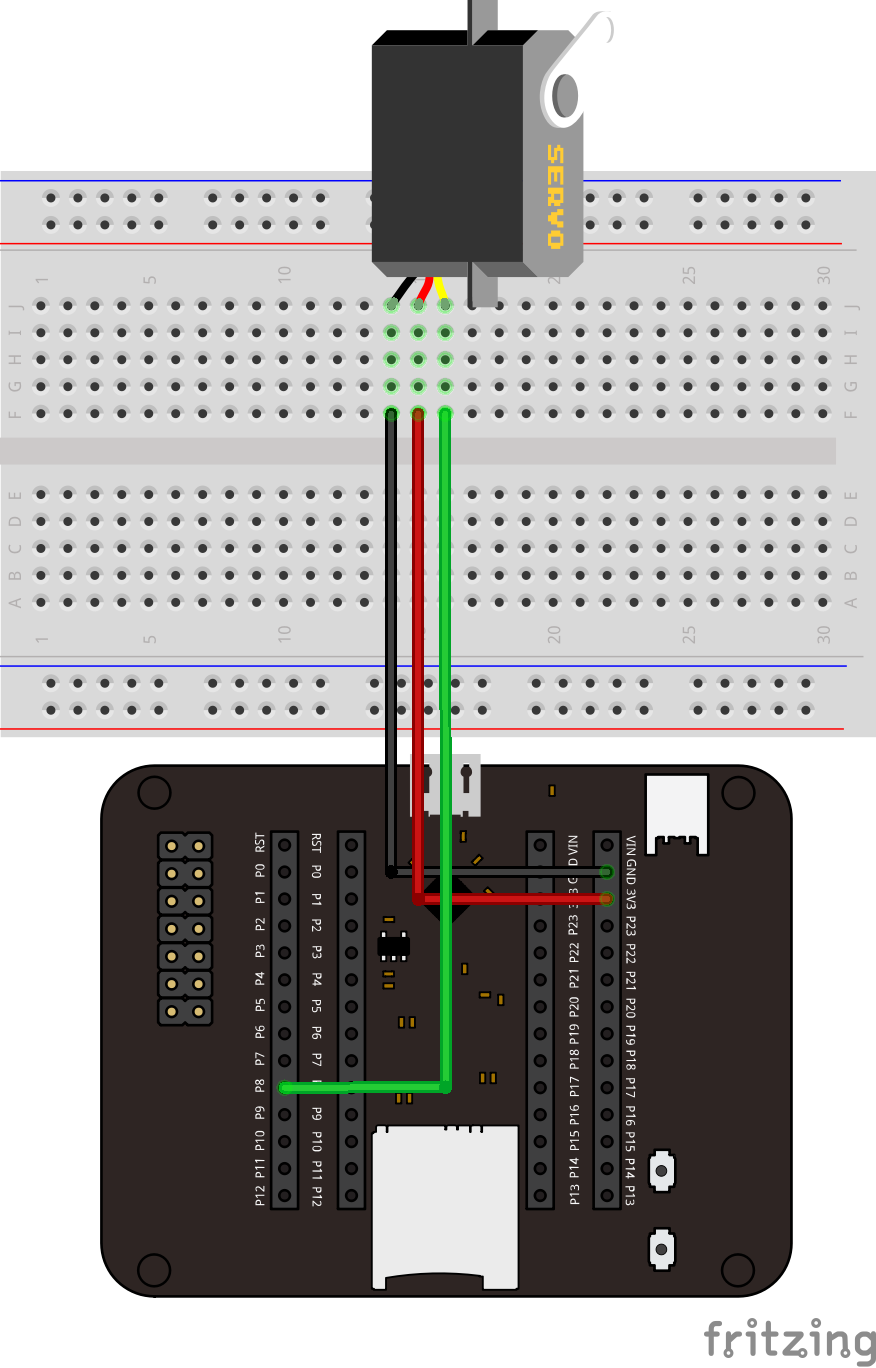 SERVO
1 5 10 2 25 30
J J
I I
H H
G G
F F
E E
D D
C C
B B
A A
1 5 10 20 25 30
RST RST VIN VIN
P0 P0 G D GND
P1 P1 3 3V3
P2 P2 P23 P23
P3 P3 P22 P22
P4 P4 P21 P21
P5 P5 P20 P20
P6 P6 P19 P19
P7 P7 P18 P18
P8 P17 P17
P9 P9 P16 P16
P10 P10 P15 P15
P11 P11 P14 P14
P12 P12 P13 P13
fritzing